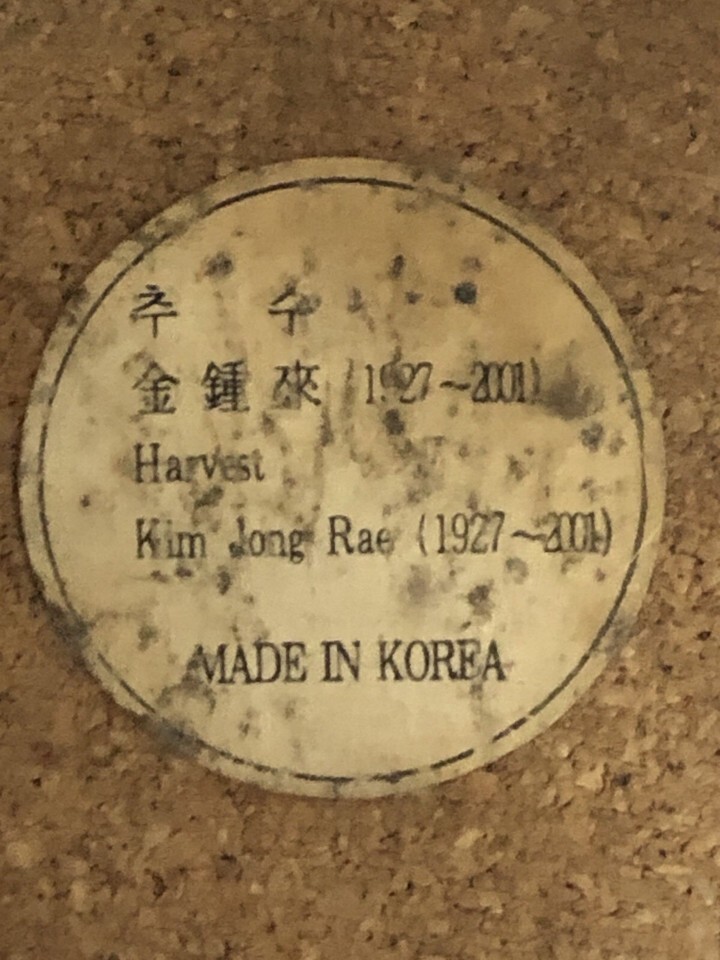 추 수
金 鍾 來 (1927~2001)
Harvest
Kim Jong Rae (1927~2001)
MADE IN KOREA